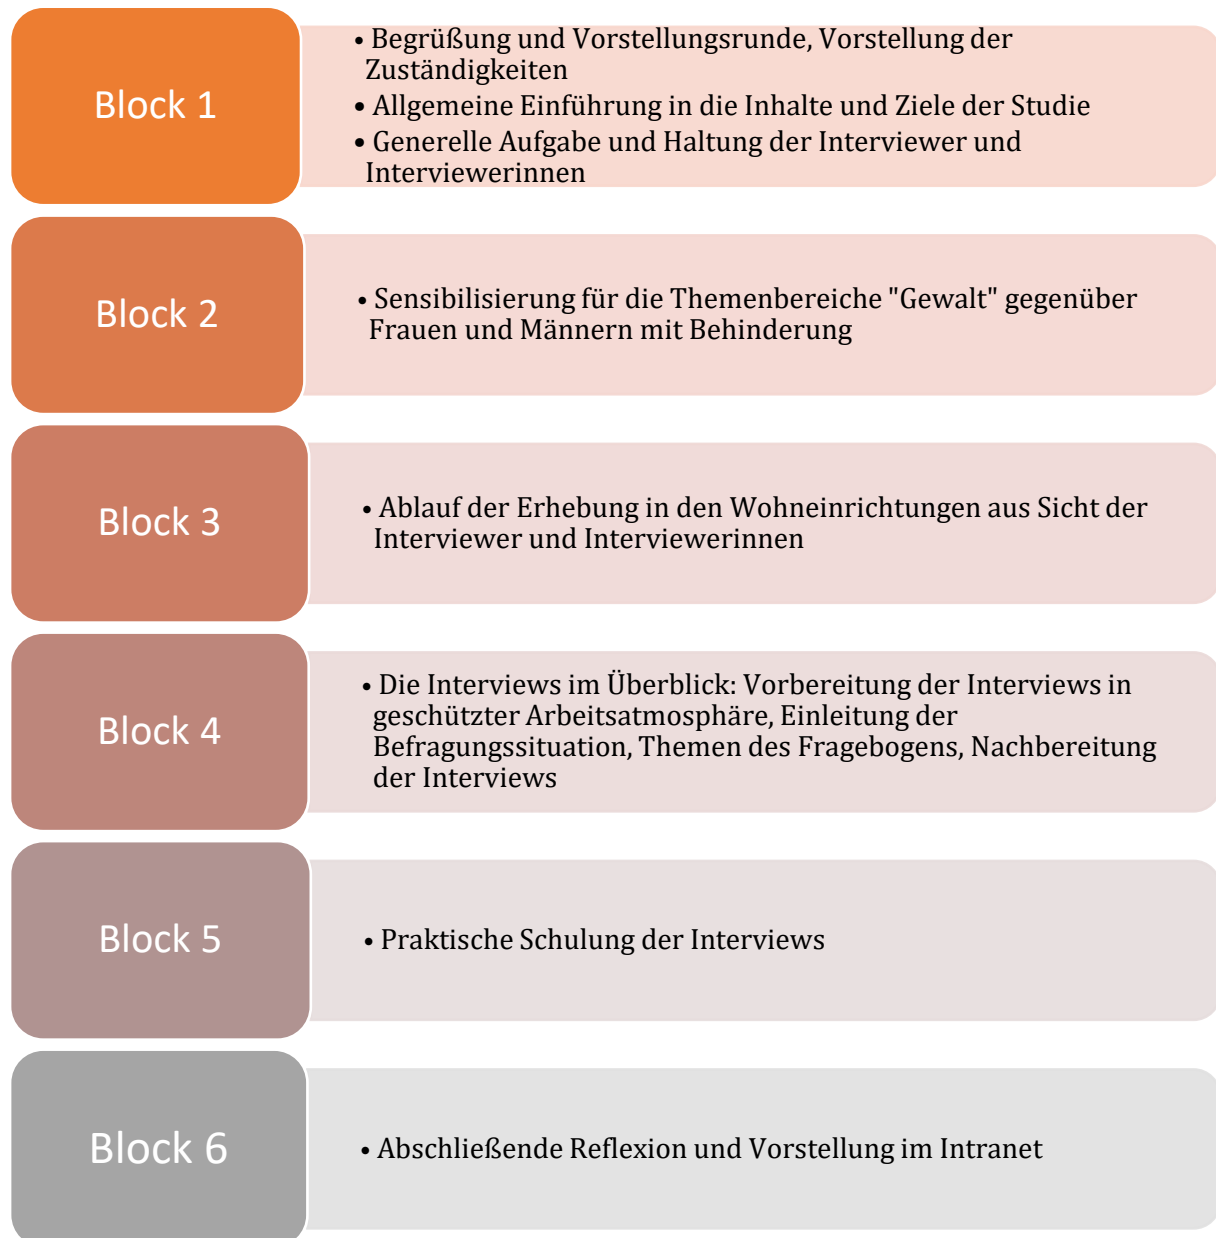 Block 1
• Begrüßung und Vorstellungsrunde, Vorstellung der
Zuständigkeiten
• Allgemeine Einführung in die Inhalte und Ziele der Studie
• Generelle Aufgabe und Haltung der Interviewer und
Interviewerinnen
Block 2
• Sensibilisierung für die Themenbereiche "Gewalt" gegenüber
Frauen und Männern mit Behinderung
Block 3
• Ablauf der Erhebung in den Wohneinrichtungen aus Sicht der
Interviewer und Interviewerinnen
Block 4
• Die Interviews im Überblick: Vorbereitung der Interviews in
geschützter Arbeitsatmosphäre, Einleitung der
Befragungssituation, Themen des Fragebogens, Nachbereitung
der Interviews
Block 5
• Praktische Schulung der Interviews
Block 6
• Abschließende Reflexion und Vorstellung im Intranet